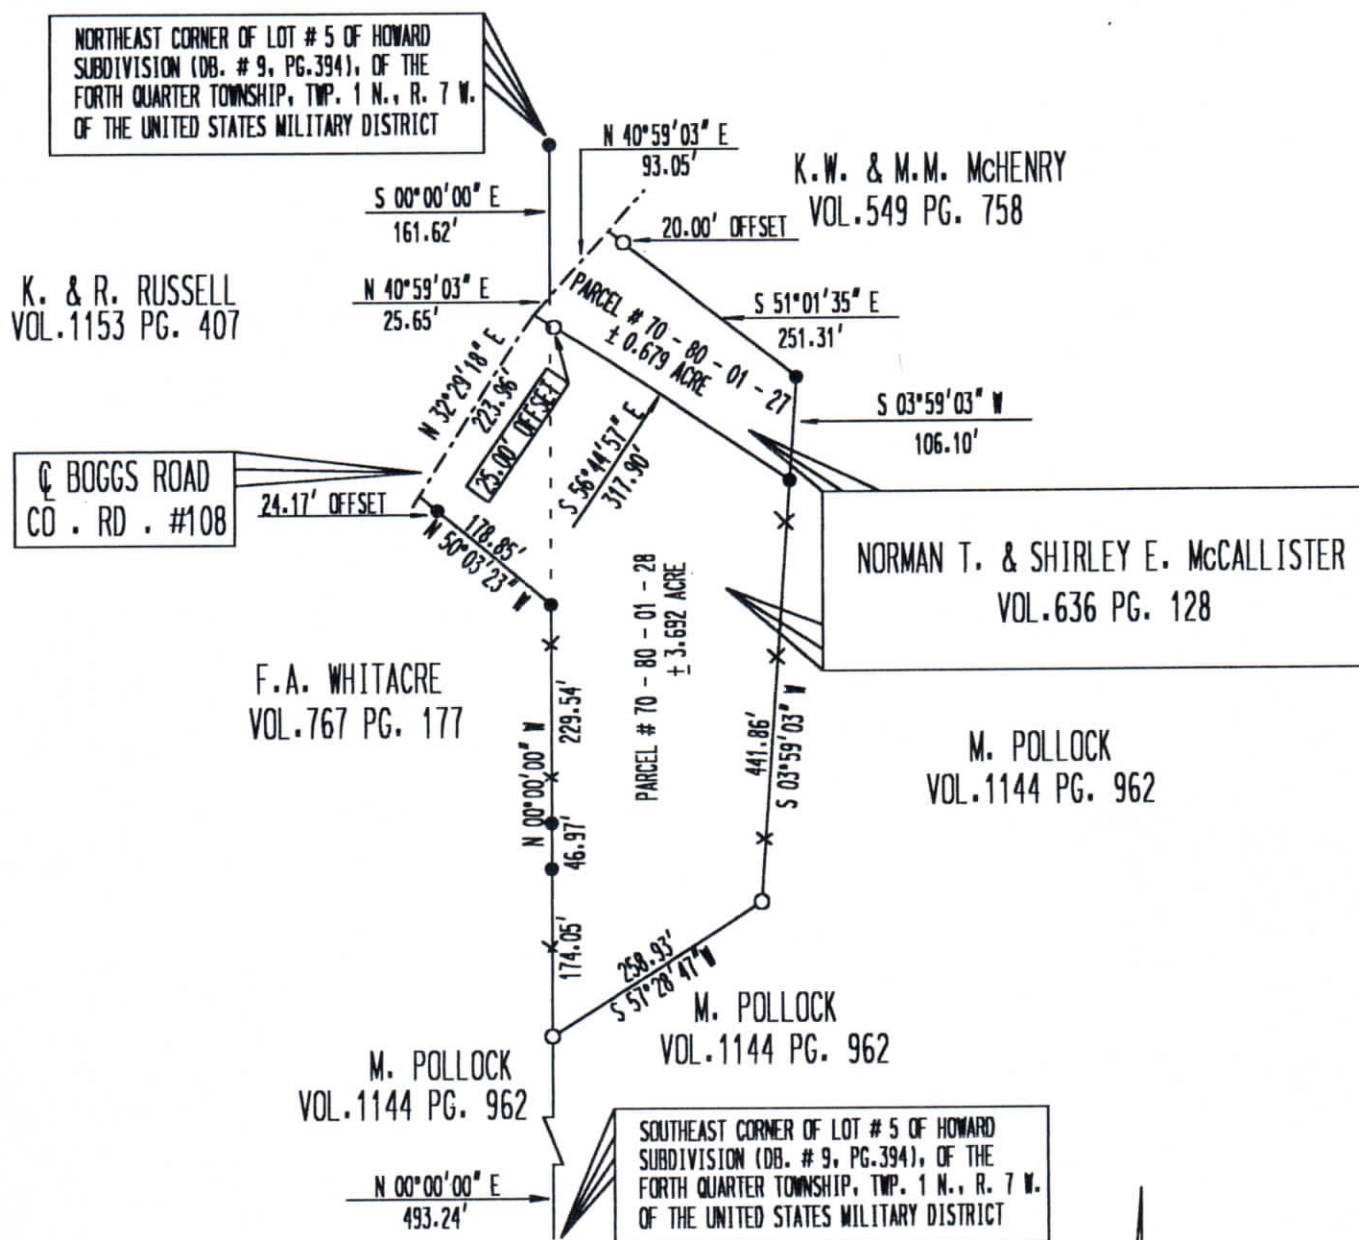 NORTHEAST CORNER OF LOT # 5 OF HOWARD
SUBDIVISION (DB. # 9, PG.394), OF THE
FORTH QUARTER TOWNSHIP, TWP. 1 N., R. 7 W.
OF THE UNITED STATES MILITARY DISTRICT
N 40°59'03" E
93.05'
K.W. & M.M. McHENRY
VOL.549 PG. 758
S 00°00'00" E
161.62'
20.00' OFFSET
K. & R. RUSSELL
VOL.1153 PG. 407
N 40°59'03" E
25.65'
PARCEL # 70 - 80 - 01 - 27
± 0.679 ACRE
S 51°01'35" E
251.31'
N 32°29'18" E
223.96'
25.00' OFFSET
S 56°44'57" E
317.90'
S 03°59'03" W
106.10'
℄ BOGGS ROAD
CO . RD . #108
24.17' OFFSET
178.85'
N 50°03'23" W
NORMAN T. & SHIRLEY E. McCALLISTER
VOL.636 PG. 128
PARCEL # 70 - 80 - 01 - 28
± 3.692 ACRE
F.A. WHITACRE
VOL.767 PG. 177
N 00°00'00" W
229.54'
46.97'
174.05'
441.86'
S 03°59'03" W
M. POLLOCK
VOL.1144 PG. 962
258.93'
S 57°28'47" W
M. POLLOCK
VOL.1144 PG. 962
M. POLLOCK
VOL.1144 PG. 962
SOUTHEAST CORNER OF LOT # 5 OF HOWARD
SUBDIVISION (DB. # 9, PG.394), OF THE
FORTH QUARTER TOWNSHIP, TWP. 1 N., R. 7 W.
OF THE UNITED STATES MILITARY DISTRICT
N 00°00'00" E
493.24'